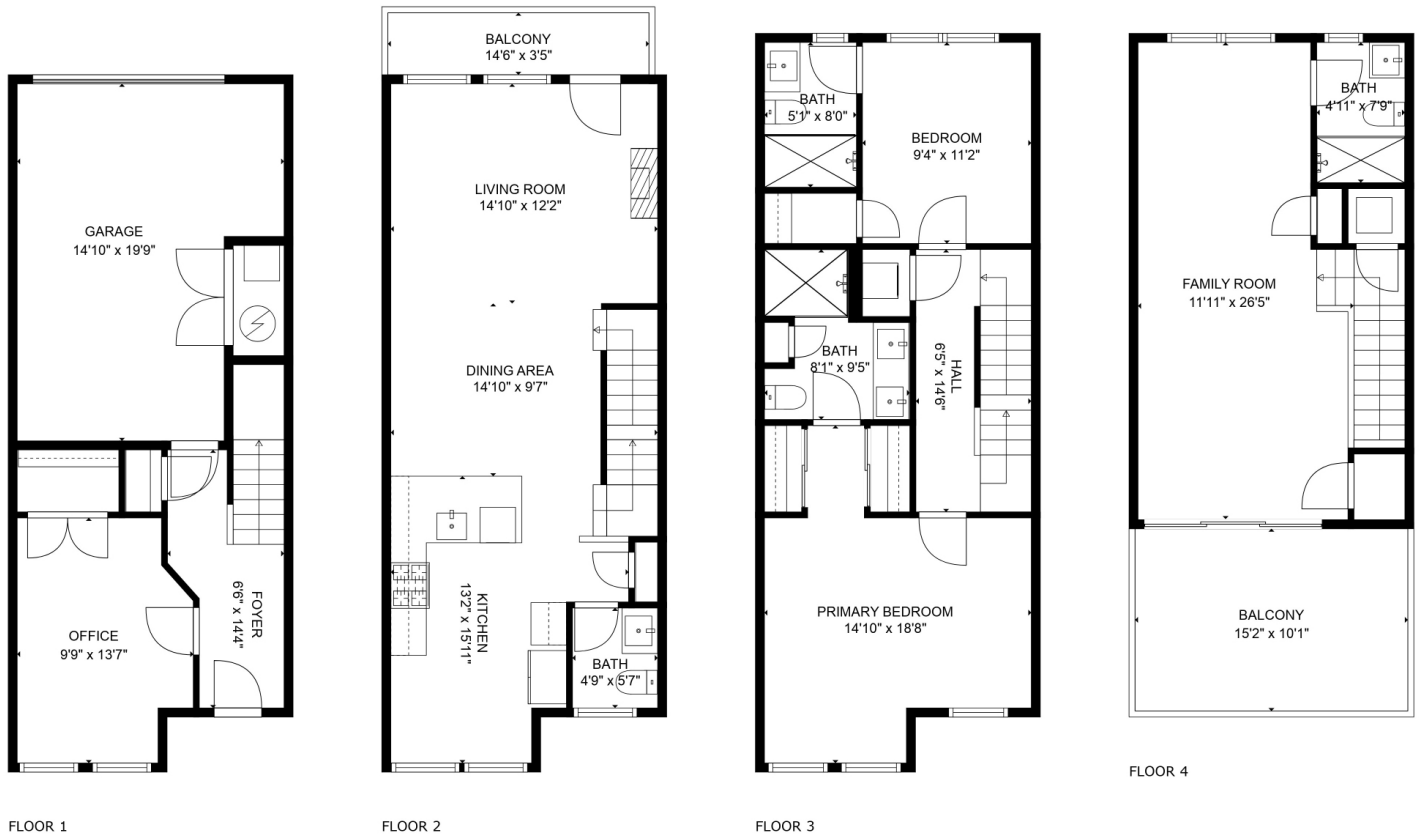 GARAGE
14'10" x 19'9"
OFFICE
9'9" x 13'7"
FOYER
6'6" x 14'4"
FLOOR 1
BALCONY
14'6" x 3'5"
LIVING ROOM
14'10" x 12'2"
DINING AREA
14'10" x 9'7"
KITCHEN
13'2" x 15'11"
BATH
4'9" x 5'7"
FLOOR 2
BATH
5'1" x 8'0"
BEDROOM
9'4" x 11'2"
BATH
8'1" x 9'5"
HALL
6'5" x 14'6"
PRIMARY BEDROOM
14'10" x 18'8"
FLOOR 3
BATH
4'11" x 7'9"
FAMILY ROOM
11'11" x 26'5"
BALCONY
15'2" x 10'1"
FLOOR 4